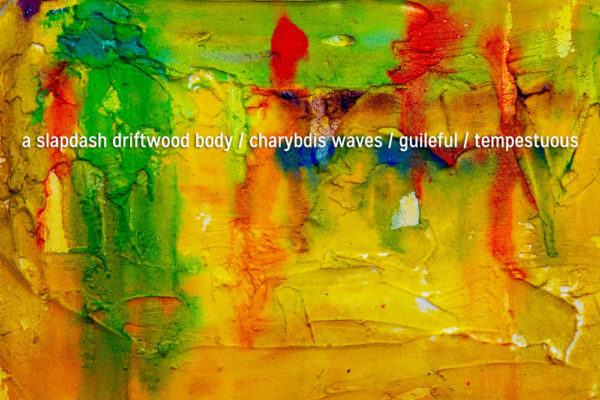 a slapdash driftwood body / charybdis waves / guileful / tempestuous